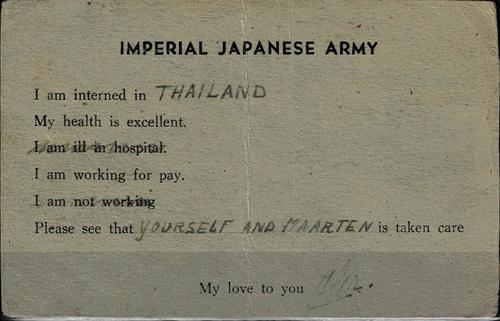 IMPERIAL JAPANESE ARMY
I am interned in THAILAND
My health is excellent.
I am ill in hospital.
I am working for pay.
I am not working
Please see that YOURSELF AND MAARTEN is taken care
My love to you